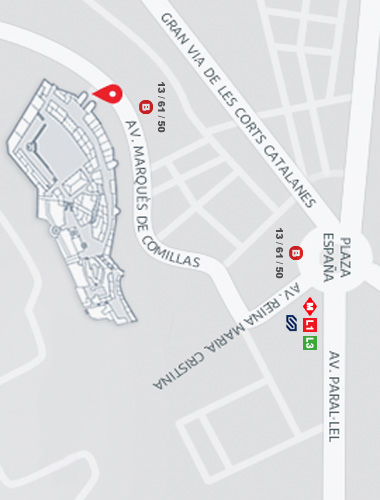 GRAN VIA DE LES CORTS CATALANES
13 / 61 / 50
B
AV. MARQUÈS DE COMILLAS
PLAZA
ESPAÑA
13 / 61 / 50
B
AV. REINA MARIA CRISTINA
M
L1
L3
AV. PARAL·LEL